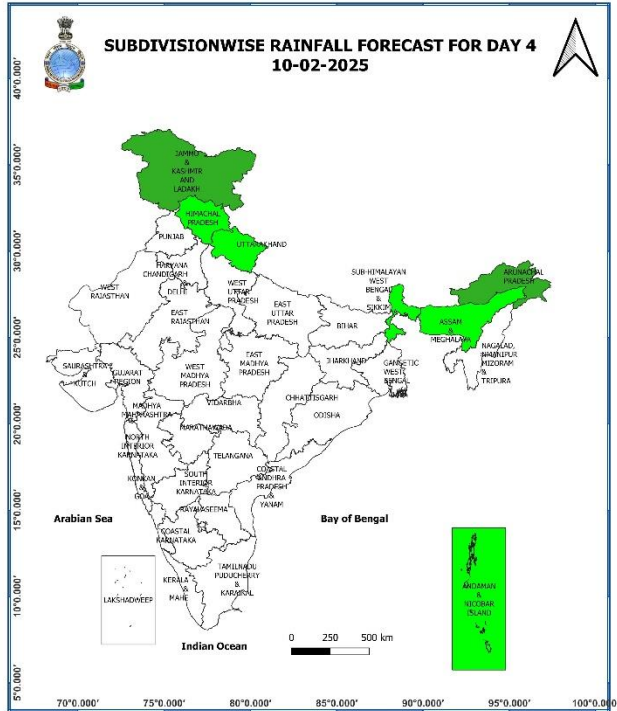 SUBDIVISIONWISE RAINFALL FORECAST FOR DAY 4
10-02-2025
40°0.000'
35°0.000'
30°0.000'
25°0.000'
20°0.000'
15°0.000'
10°0.000'
5°0.000'
JAMMU
&
KASHMIR
AND
LADAKH
HIMACHAL
PRADESH
PUNJAB
UTTARAKHAND
HARYANA
CHANDIGARH
&
DELHI
WEST
RAJASTHAN
WEST
UTTAR
PRADESH
EAST
RAJASTHAN
EAST
UTTAR
PRADESH
SUB-HIMALAYAN
WEST
BENGAL
&
SIKKIM
ARUNACHAL
PRADESH
ASSAM
&
MEGHALAYA
NAGALAD,
MANIPUR
MIZORAM
&
TRIPURA
BIHAR
JHARKHAND
GANGETIC
WEST
BENGAL
SAURASHTRA
&
KUTCH
GUJARAT
REGION
WEST
MADHYA
PRADESH
EAST
MADHYA
PRADESH
CHHATTISGARH
ODISHA
VIDARBHA
MADHYA
MAHARASHTRA
MARATHAWADA
NORTH
INTERIOR
KARNATAKA
TELANGANA
KONKAN
&
GOA
SOUTH
INTERIOR
KARNATAKA
COASTAL
ANDHRA
PRADESH
&
YANAM
RAYALASEEMA
COASTAL
KARNATAKA
Arabian Sea
Bay of Bengal
LAKSHADWEEP
KERALA
&
MAHE
TAMILNADU
PUDUCHERRY
&
KARAIKAL
ANDAMAN
&
NICOBAR
ISLAND
Indian Ocean
0 250 500 km
70°0.000' 75°0.000' 80°0.000' 85°0.000' 90°0.000' 95°0.000' 100°0.000'